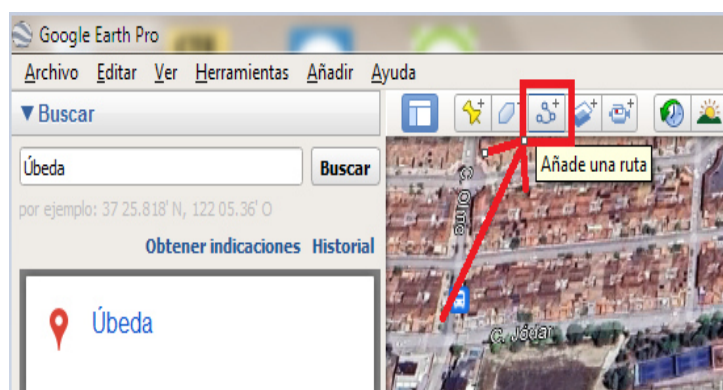 Google Earth Pro
Archivo Editar Ver Herramientas Añadir Ayuda
Buscar
Úbeda
Buscar
por ejemplo: 37 25.818' N, 122 05.36' O
Obtener indicaciones Historial
Úbeda
Añade una ruta
C. Olme
C. Jódar